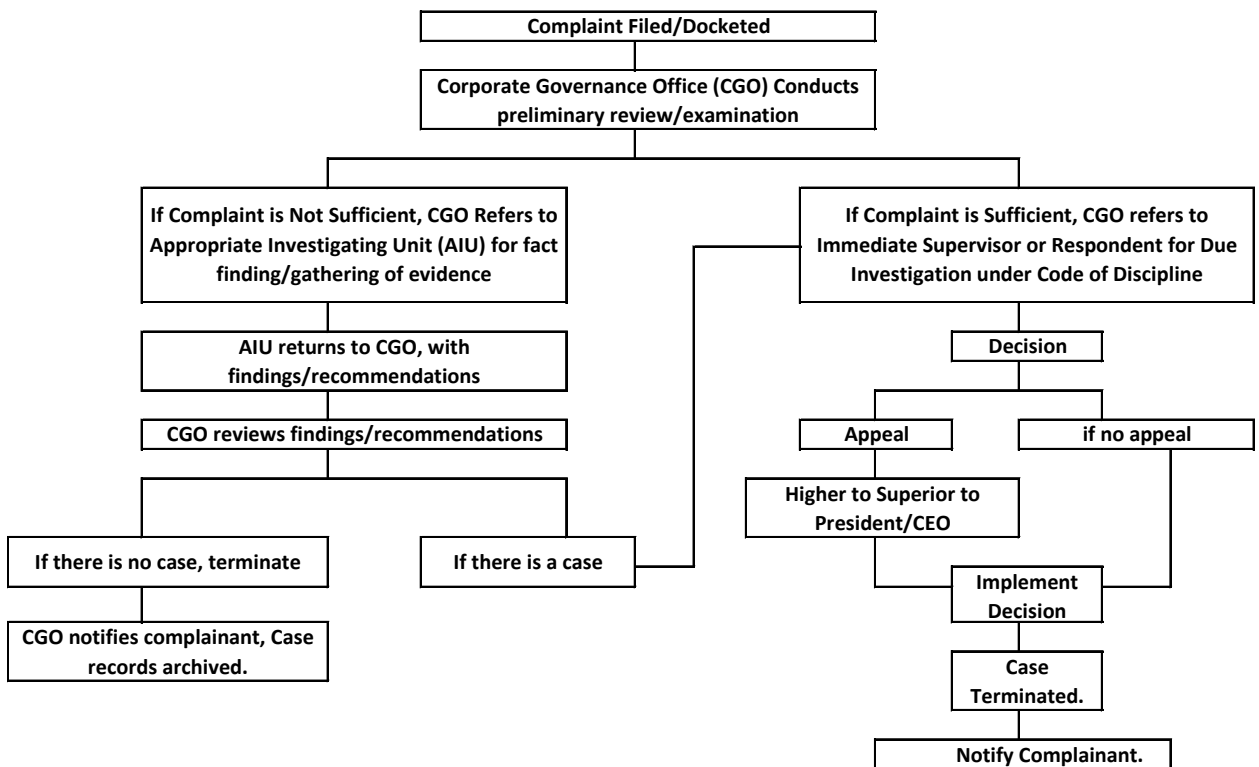 Complaint Filed/Docketed
Corporate Governance Office (CGO) Conducts
preliminary review/examination
If Complaint is Not Sufficient, CGO Refers to
Appropriate Investigating Unit (AIU) for fact
finding/gathering of evidence
If Complaint is Sufficient, CGO refers to
Immediate Supervisor or Respondent for Due
Investigation under Code of Discipline
AIU returns to CGO, with
findings/recommendations
Decision
CGO reviews findings/recommendations
Appeal
if no appeal
Higher to Superior to
President/CEO
If there is no case, terminate
If there is a case
Implement
Decision
CGO notifies complainant, Case
records archived.
Case
Terminated.
Notify Complainant.